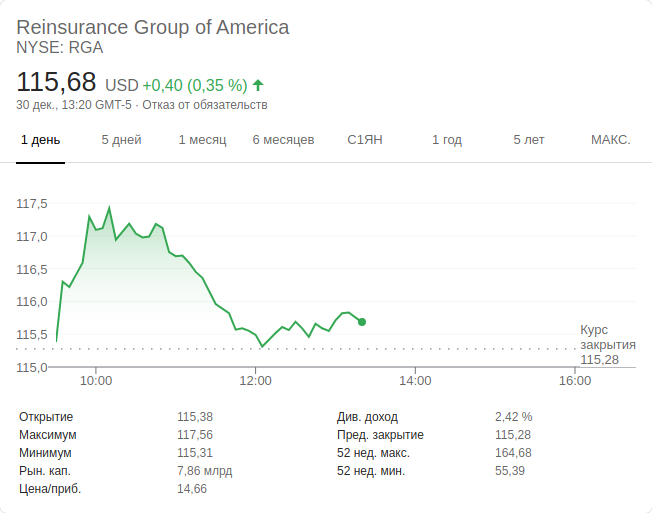 Reinsurance Group of America
NYSE: RGA
115,68 USD +0,40 (0,35 %)
30 дек., 13:20 GMT-5 · Отказ от обязательств
1 день 5 дней 1 месяц 6 месяцев С1ЯН 1 год 5 лет МАКС.
117,5
117,0
116,5
116,0
115,5
115,0
Курс
закрытия
115,28
10:00 12:00 14:00 16:00
Открытие 115,38
Максимум 117,56
Минимум 115,31
Рын. кап. 7,86 млрд
Цена/приб. 14,66
Див. доход 2,42 %
Пред. закрытие 115,28
52 нед. макс. 164,68
52 нед. мин. 55,39